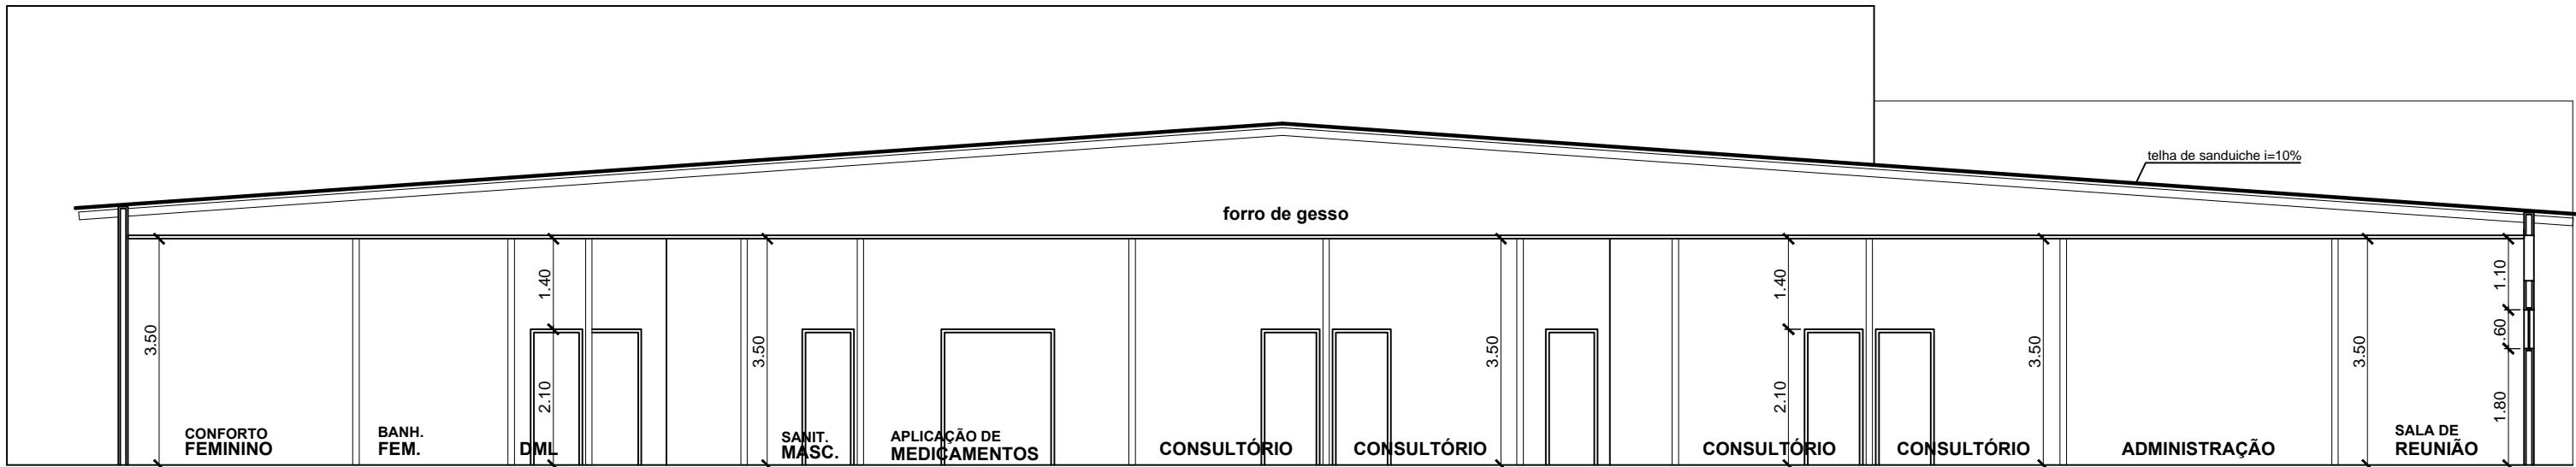 telha de sanduiche i=10%
forro de gesso
3.50
1.40
2.10
3.50
3.50
1.40
2.10
3.50
3.50
1.10
.60
1.80
CONFORTO
FEMININO
BANH.
FEM.
DML
SANIT.
MASC.
APLICAÇÃO DE
MEDICAMENTOS
CONSULTÓRIO
CONSULTÓRIO
CONSULTÓRIO
CONSULTÓRIO
ADMINISTRAÇÃO
SALA DE
REUNIÃO